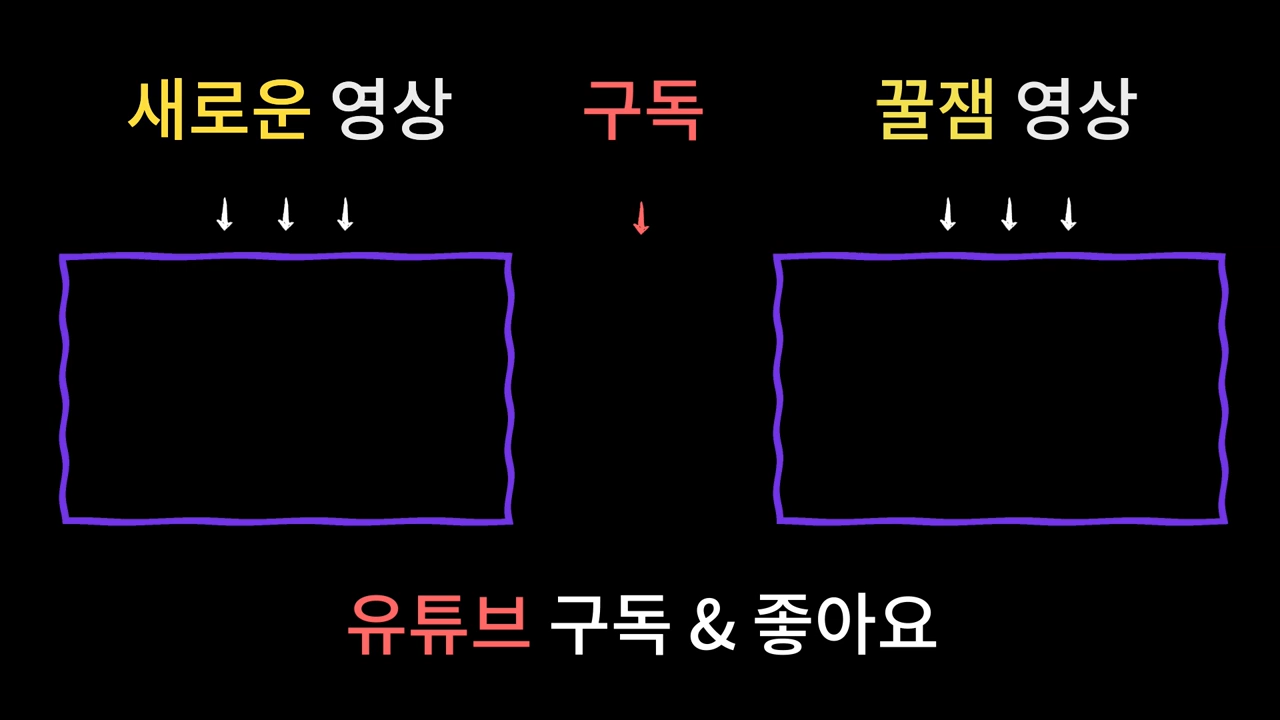 새로운 영상
구독
꿀잼 영상
유튜브 구독 & 좋아요